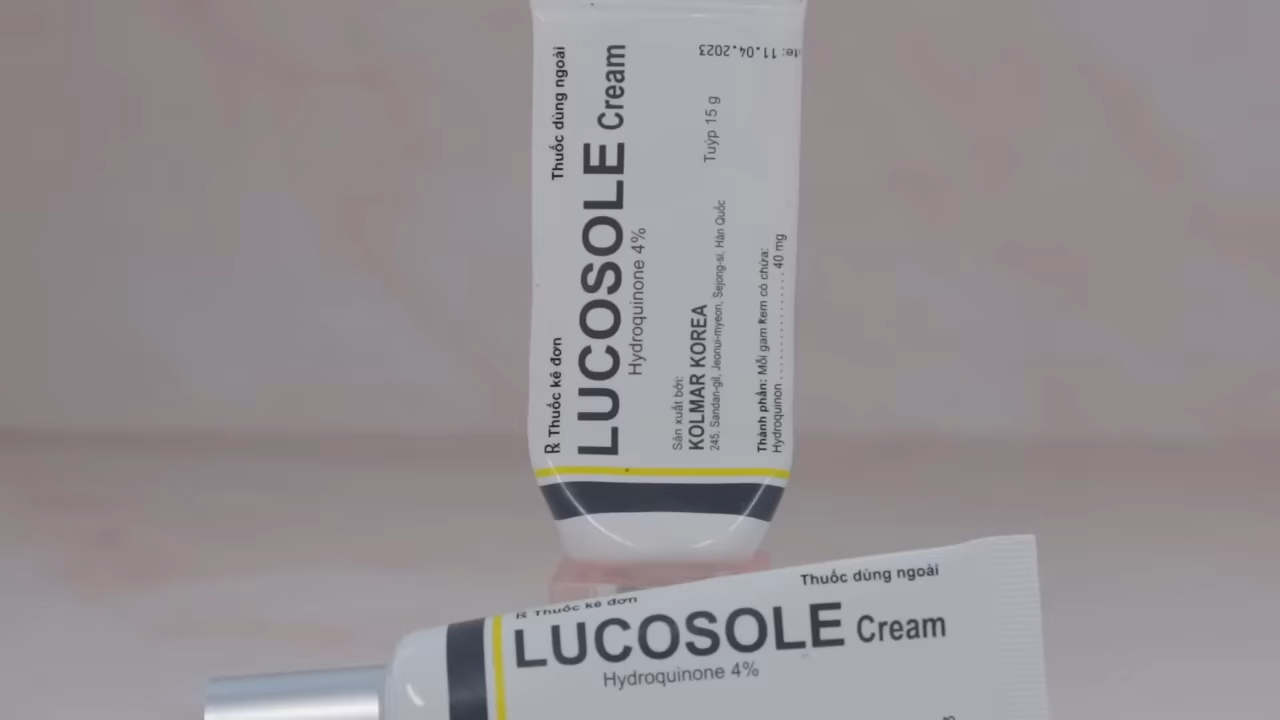 ℞ Thuốc kê đơn Thuốc dùng ngoài
LUCOSOLE Cream
Hydroquinone 4%
Sản xuất bởi:
KOLMAR KOREA Tuýp 15 g
245, Sandan-gil, Jeonui-myeon, Sejong-si, Hàn Quốc
Thành phần: Mỗi gam kem có chứa:
Hydroquinon . . . . . . . . . . . . . . . . 40 mg
11.04.2023
℞ Thuốc kê đơn Thuốc dùng ngoài
LUCOSOLE Cream
Hydroquinone 4%